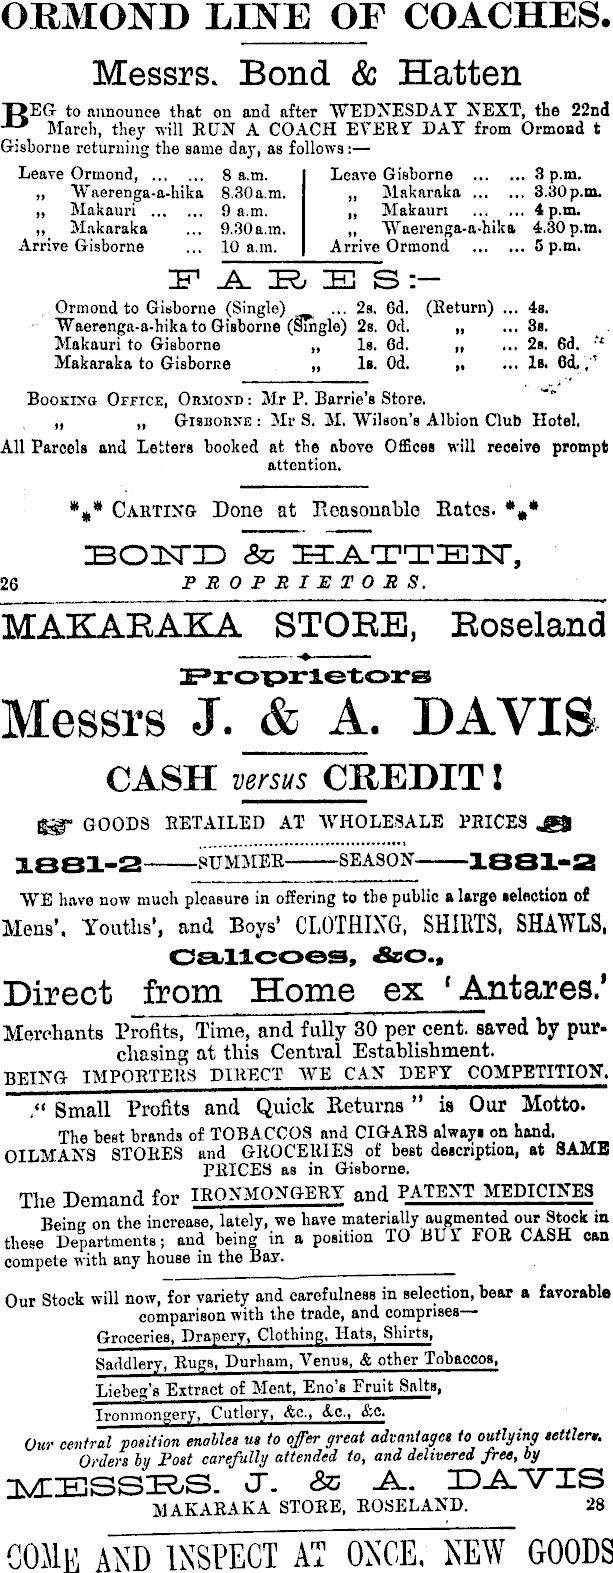 ORMOND LINE OF COACHES.
Messrs. Bond & Hatten
BEG to announce that on and after WEDNESDAY NEXT, the 22nd
March, they will RUN A COACH EVERY DAY from Ormond t
Gisborne returning the same day, as follows:—
Leave Ormond, ... ... 8 a.m.
„ Waerenga-a-hika 8.30 a.m.
„ Makauri ... ... 9 a.m.
„ Makaraka ... 9.30 a.m.
Arrive Gisborne ... 10 a.m.
Leave Gisborne ... ... 3 p.m.
„ Makaraka ... ... 3.30 p.m.
„ Makauri ... ... 4 p.m.
„ Waerenga-a-hika 4.30 p.m.
Arrive Ormond ... ... 5 p.m.
FARES:—
Ormond to Gisborne (Single) ... 2s. 6d. (Return) ... 4s.
Waerenga-a-hika to Gisborne (Single) 2s. 0d. „ ... 3s.
Makauri to Gisborne „ 1s. 6d. „ ... 2s. 6d.
Makaraka to Gisborne „ 1s. 0d. „ ... 1s. 6d.
BOOKING OFFICE, ORMOND: Mr P. Barrie's Store.
„ „ GISBORNE: Mr S. M. Wilson's Albion Club Hotel.
All Parcels and Letters booked at the above Offices will receive prompt
attention.
*** CARTING Done at Reasonable Rates. ***
BOND & HATTEN,
26 PROPRIETORS.
MAKARAKA STORE, Roseland
Proprietors
Messrs J. & A. DAVIS
CASH versus CREDIT!
☞ GOODS RETAILED AT WHOLESALE PRICES ☜
1881-2——SUMMER——SEASON——1881-2
WE have now much pleasure in offering to the public a large selection of
Mens', Youths', and Boys' CLOTHING, SHIRTS, SHAWLS,
Calicoes, &c.,
Direct from Home ex 'Antares.'
Merchants Profits, Time, and fully 30 per cent. saved by pur-
chasing at this Central Establishment.
BEING IMPORTERS DIRECT WE CAN DEFY COMPETITION.
"Small Profits and Quick Returns" is Our Motto.
The best brands of TOBACCOS and CIGARS always on hand.
OILMANS STORES and GROCERIES of best description, at SAME
PRICES as in Gisborne.
The Demand for IRONMONGERY and PATENT MEDICINES
Being on the increase, lately, we have materially augmented our Stock in
these Departments; and being in a position TO BUY FOR CASH can
compete with any house in the Bay.
Our Stock will now, for variety and carefulness in selection, bear a favorable
comparison with the trade, and comprises—
Groceries, Drapery, Clothing, Hats, Shirts,
Saddlery, Rugs, Durham, Venus, & other Tobaccos,
Liebeg's Extract of Meat, Eno's Fruit Salts,
Ironmongery, Cutlery, &c., &c., &c.
Our central position enables us to offer great advantages to outlying settlers.
Orders by Post carefully attended to, and delivered free, by
MESSRS. J. & A. DAVIS
MAKARAKA STORE, ROSELAND. 28
COME AND INSPECT AT ONCE, NEW GOODS